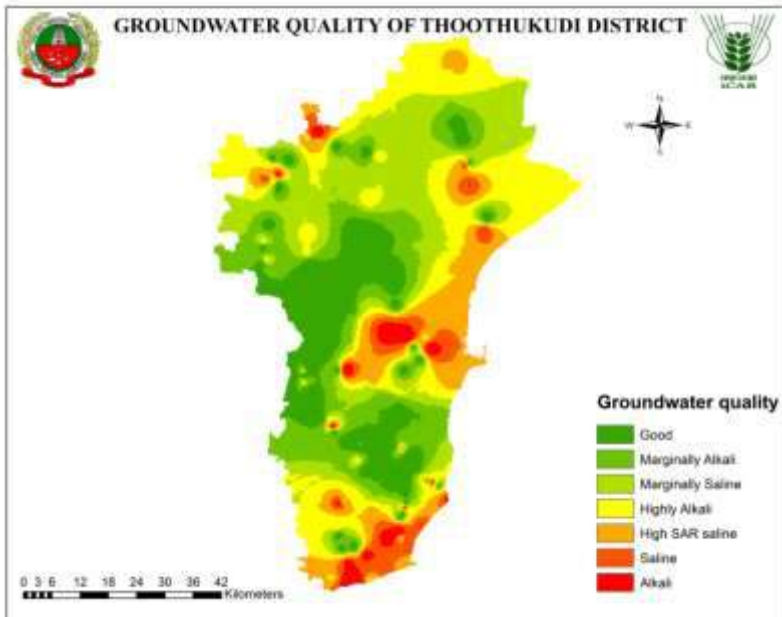 GROUNDWATER QUALITY OF THOOTHUKUDI DISTRICT
ICAR
N
W E
S
Groundwater quality
Good
Marginally Alkali
Marginally Saline
Highly Alkali
High SAR saline
Saline
Alkali
0 3 6 12 18 24 30 36 42
Kilometers